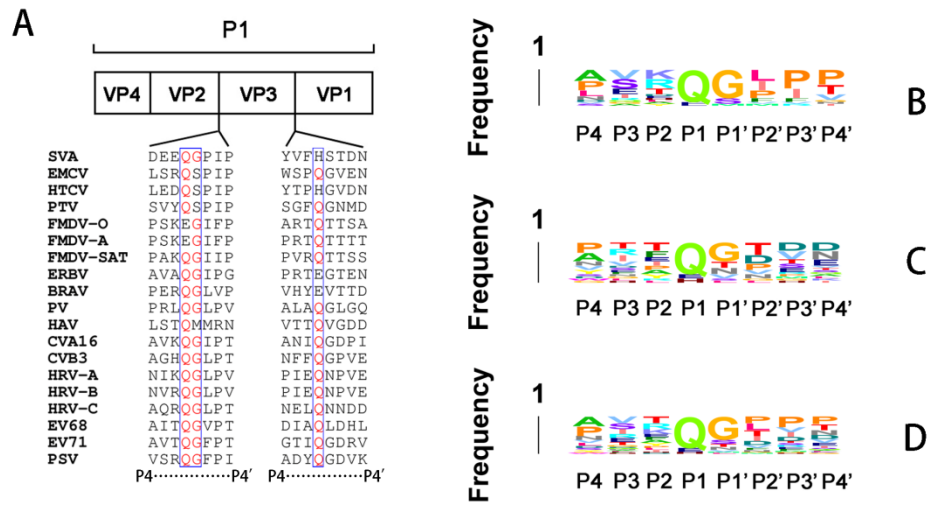 A
P1
VP4 VP2 VP3 VP1
SVA DEEQGPIP YVFHSTDN
EMCV LSRQSPIP WSPQGVEN
HTCV LEDQSPIP YTPHGVDN
PTV SVYQSPIP SGFQGNMD
FMDV-O PSKEGIFP ARTQTTSA
FMDV-A PSKEGIFP PRTQTTTT
FMDV-SAT PAKQGIIP PVRQTTSS
ERBV AVAQGIPG PRTEGTEN
BRAV PERQGLVP VHYEVTTD
PV PRLQGLPV ALAQGLGQ
HAV LSTQMMRN VTTQVGDD
CVA16 AVKQGIPT ANIQGDPI
CVB3 AGHQGLPT NFFQGPVE
HRV-A NIKQGLPV PIEQNPVE
HRV-B NVRQGLPV PIEQNPVE
HRV-C AQRQGLPT NELQNNDD
EV68 AITQGVPT DIAQLDHL
EV71 AVTQGFPT GTIQGDRV
PSV VSRQGFPI ADYQGDVK
P4··············P4′ P4··············P4′
Frequency
1
P4 P3 P2 P1 P1' P2' P3' P4'
B
Frequency
1
P4 P3 P2 P1 P1' P2' P3' P4'
C
Frequency
1
P4 P3 P2 P1 P1' P2' P3' P4'
D